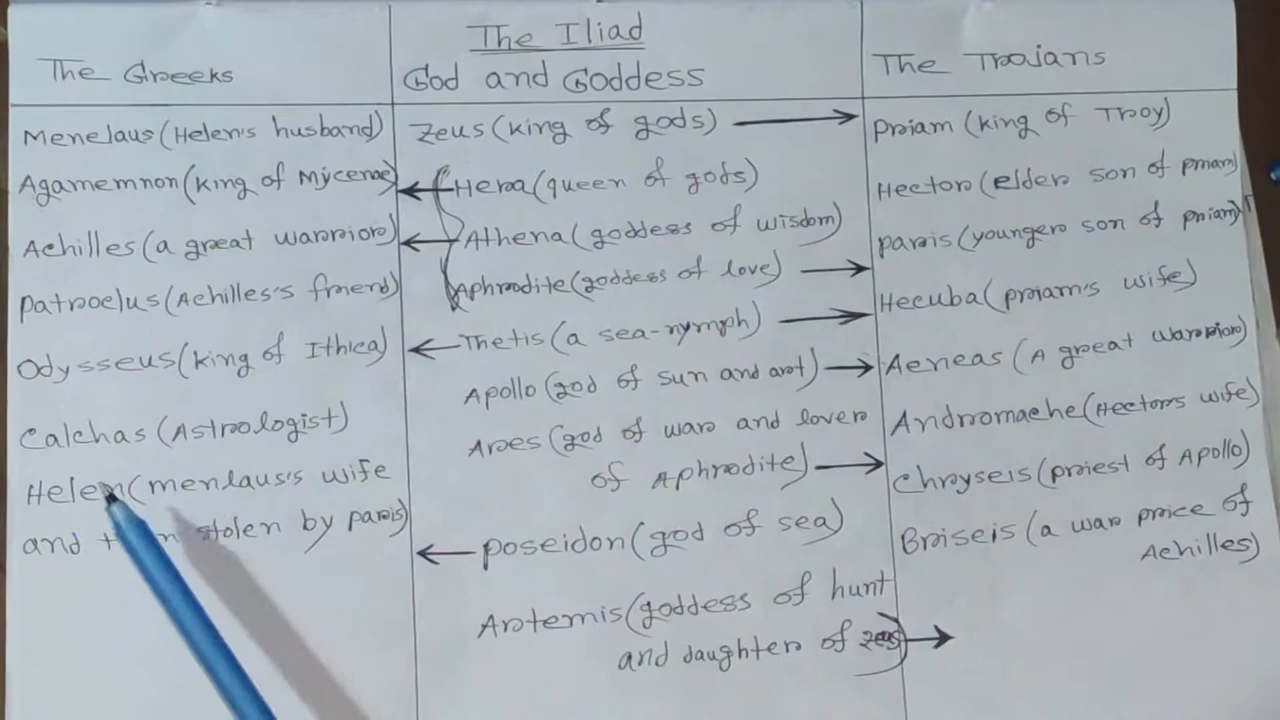 The Iliad
The Greeks
God and Goddess
The Trojans
Menelaus (Helen's husband)
Agamemnon (King of Mycenae)
Achilles (a great warrior)
Patroclus (Achilles's friend)
Odysseus (King of Ithica)
Calchas (Astrologist)
Helen (menlaus's wife
and stolen by paris)
Zeus (King of gods)
Hera (queen of gods)
Athena (goddess of wisdom)
Aphrodite (goddess of love)
Thetis (a sea-nymph)
Apollo (god of sun and art)
Ares (god of war and lover
of Aphrodite)
Poseidon (god of sea)
Artemis (goddess of hunt
and daughter of zeus)
Priam (King of Troy)
Hector (elder son of priam)
Paris (younger son of priam)
Hecuba (priam's wife)
Aeneas (A great warrior)
Andromache (Hector's wife)
Chryseis (priest of Apollo)
Briseis (a war price of
Achilles)